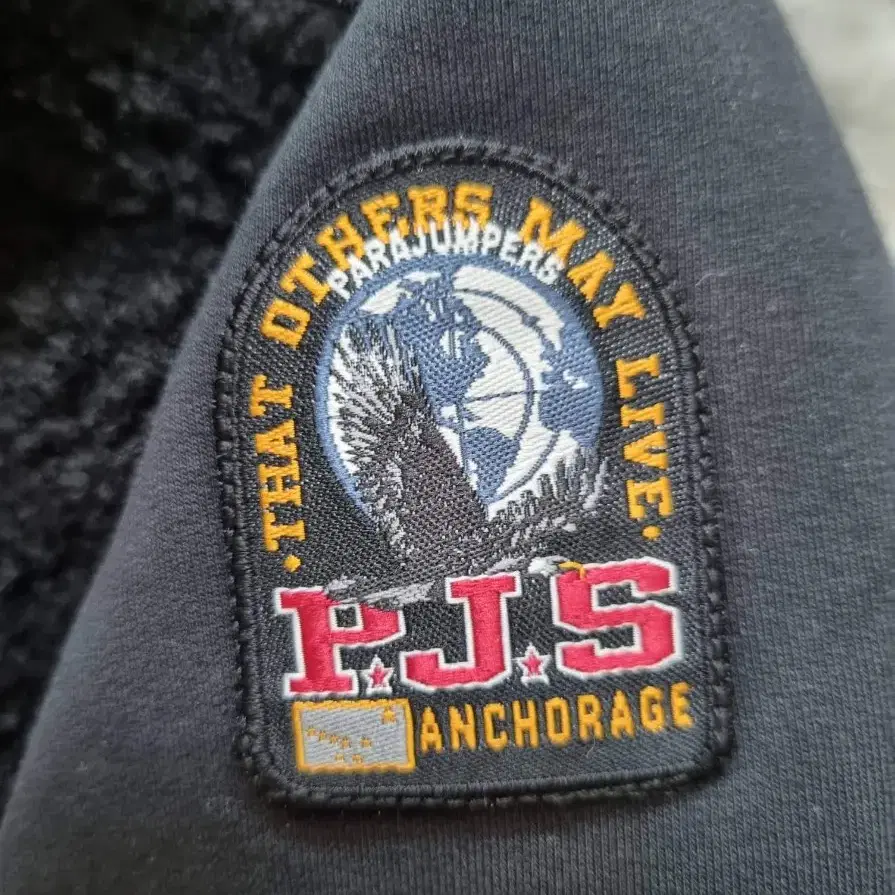 ·THAT OTHERS MAY LIVE·
PARAJUMPERS
P.J.S
ANCHORAGE